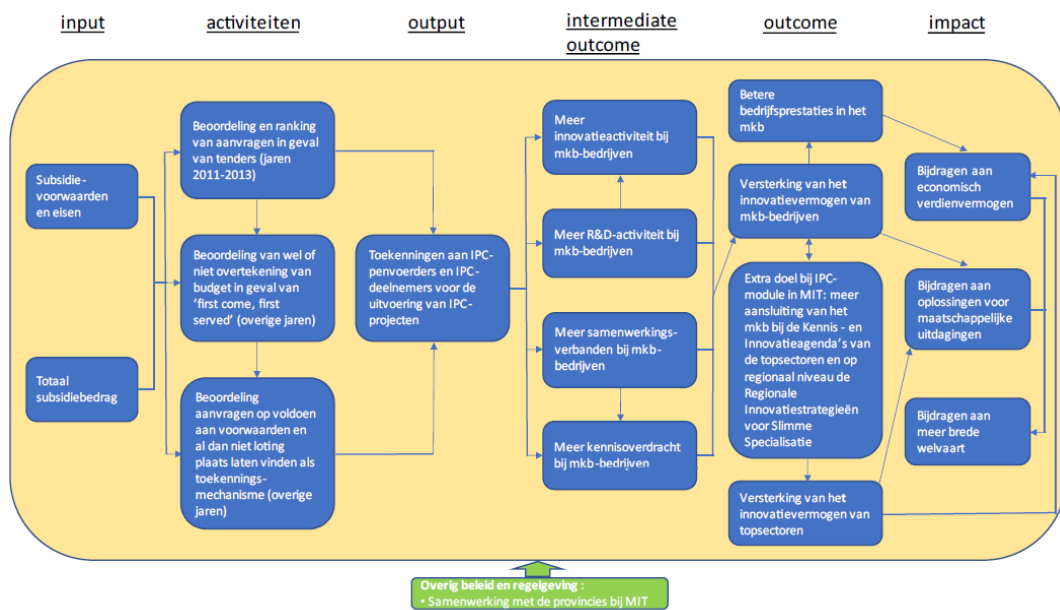 input
activiteiten
output
intermediate
outcome
outcome
impact
Subsidie-
voorwaarden
en eisen
Totaal
subsidiebedrag
Beoordeling en ranking
van aanvragen in geval
van tenders (jaren
2011-2013)
Beoordeling van wel of
niet overtekening van
budget in geval van
‘first come, first
served’ (overige jaren)
Beoordeling
aanvragen op voldoen
aan voorwaarden en
al dan niet loting
plaats laten vinden als
toekennings-
mechanisme (overige
jaren)
Toekenningen aan IPC-
penvoerders en IPC-
deelnemers voor de
uitvoering van IPC-
projecten
Meer
innovatieactiviteit bij
mkb-bedrijven
Meer R&D-activiteit bij
mkb-bedrijven
Meer samenwerkings-
verbanden bij mkb-
bedrijven
Meer kennisoverdracht
bij mkb-bedrijven
Betere
bedrijfsprestaties in het
mkb
Versterking van het
innovatievermogen van
mkb-bedrijven
Extra doel bij IPC-
module in MIT: meer
aansluiting van het
mkb bij de Kennis - en
Innovatieagenda’s van
de topsectoren en op
regionaal niveau de
Regionale
Innovatiestrategieën
voor Slimme
Specialisatie
Versterking van het
innovatievermogen van
topsectoren
Bijdragen aan
economisch
verdienvermogen
Bijdragen aan
oplossingen voor
maatschappelijke
uitdagingen
Bijdragen aan
meer brede
welvaart
Overig beleid en regelgeving :
• Samenwerking met de provincies bij MIT